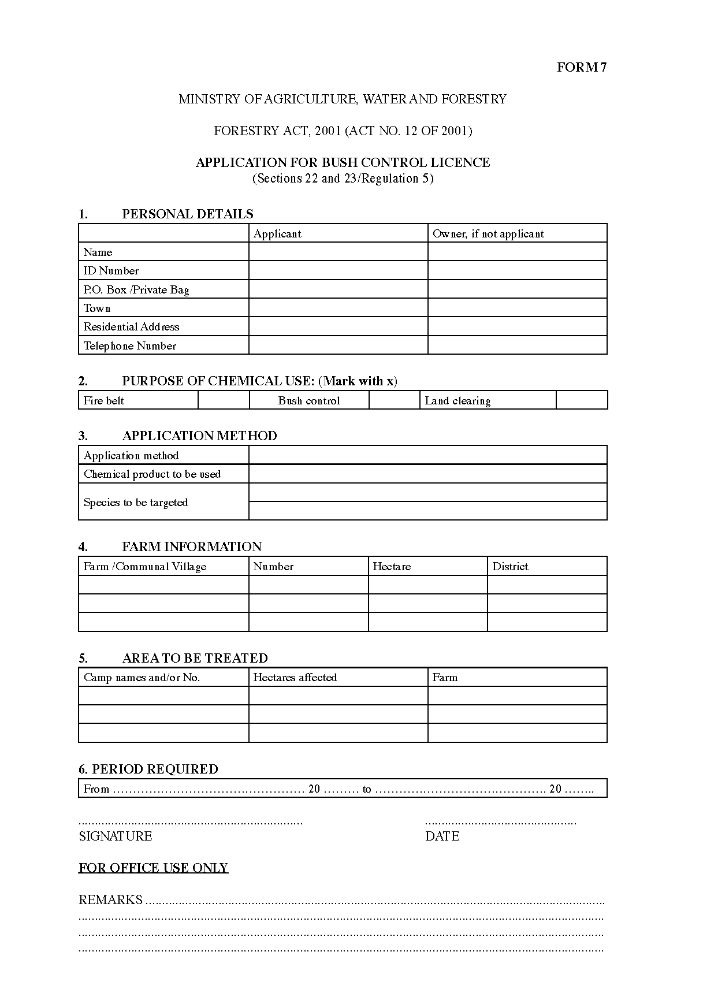 FORM 7
MINISTRY OF AGRICULTURE, WATER AND FORESTRY
FORESTRY ACT, 2001 (ACT NO. 12 OF 2001)
APPLICATION FOR BUSH CONTROL LICENCE
(Sections 22 and 23/Regulation 5)
1. PERSONAL DETAILS
Applicant Owner, if not applicant
Name
ID Number
P.O. Box /Private Bag
Town
Residential Address
Telephone Number
2. PURPOSE OF CHEMICAL USE: (Mark with x)
Fire belt Bush control Land clearing
3. APPLICATION METHOD
Application method
Chemical product to be used
Species to be targeted
4. FARM INFORMATION
Farm /Communal Village Number Hectare District
5. AREA TO BE TREATED
Camp names and/or No. Hectares affected Farm
6. PERIOD REQUIRED
From ………………………………………… 20 ……… to ……………………………………. 20 ……..
.................................................................... ..............................................
SIGNATURE DATE
FOR OFFICE USE ONLY
REMARKS ...........................................................................................................................................
...............................................................................................................................................................
...............................................................................................................................................................
...............................................................................................................................................................